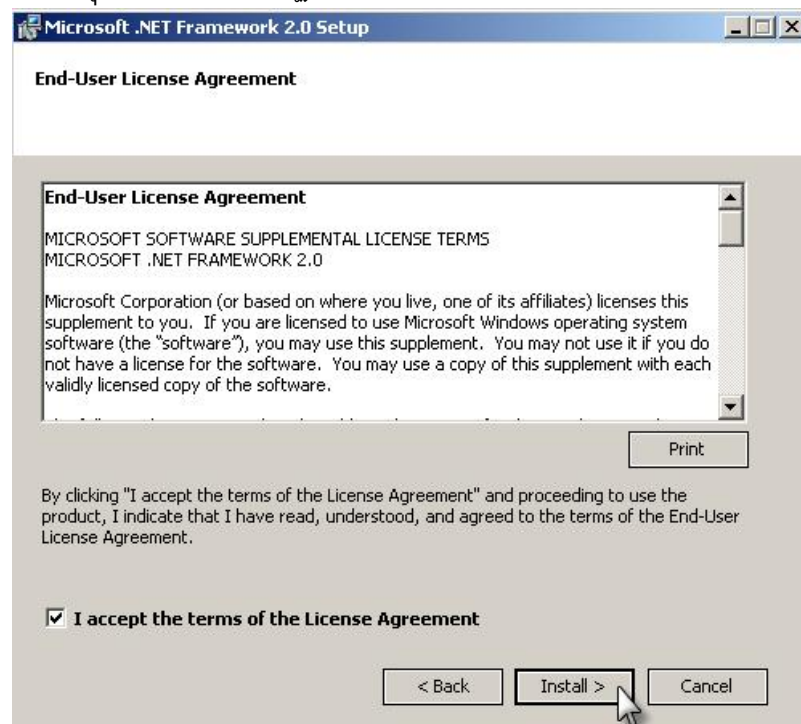 Microsoft .NET Framework 2.0 Setup
End-User License Agreement
End-User License Agreement
MICROSOFT SOFTWARE SUPPLEMENTAL LICENSE TERMS
MICROSOFT .NET FRAMEWORK 2.0
Microsoft Corporation (or based on where you live, one of its affiliates) licenses this
supplement to you.  If you are licensed to use Microsoft Windows operating system
software (the “software”), you may use this supplement.  You may not use it if you do
not have a license for the software.  You may use a copy of this supplement with each
validly licensed copy of the software.
Print
By clicking "I accept the terms of the License Agreement" and proceeding to use the
product, I indicate that I have read, understood, and agreed to the terms of the End-User
License Agreement.
I accept the terms of the License Agreement
< Back Install > Cancel